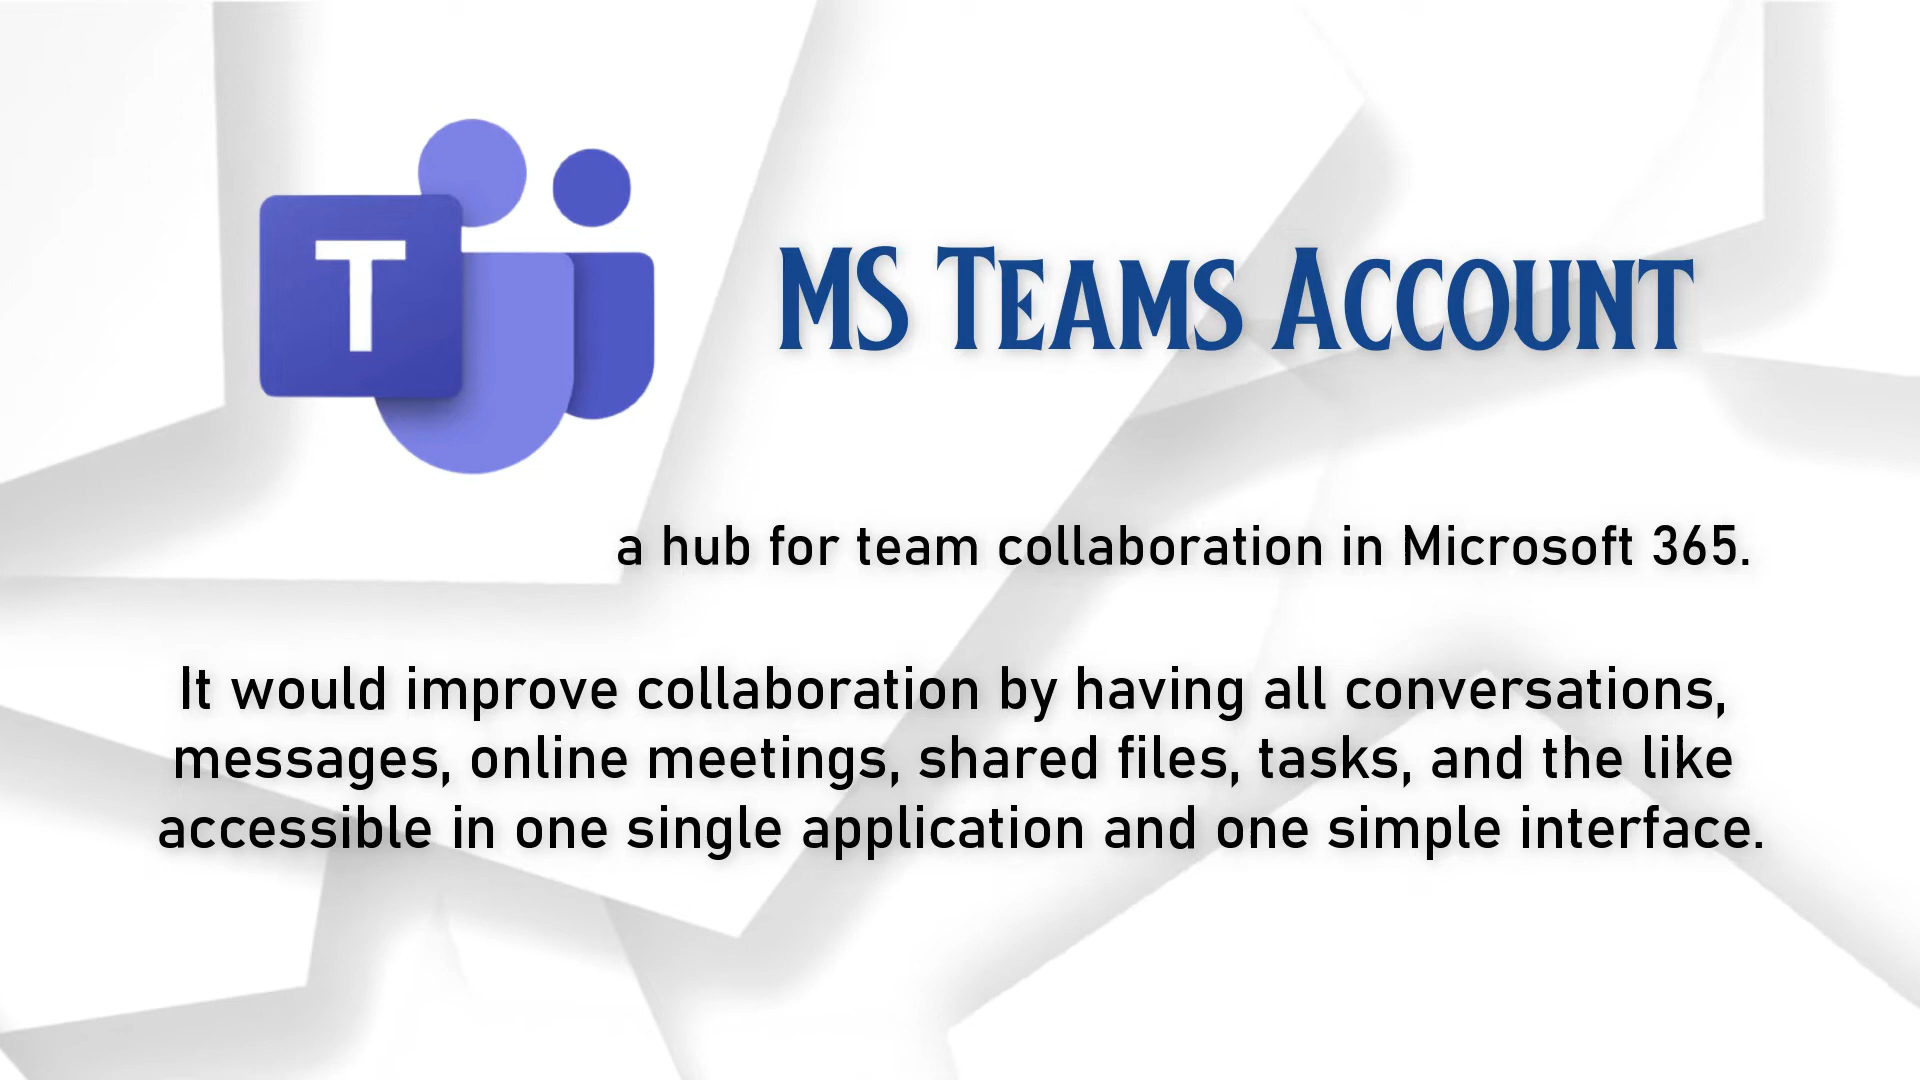 T
MS TEAMS ACCOUNT
a hub for team collaboration in Microsoft 365.
It would improve collaboration by having all conversations,
messages, online meetings, shared files, tasks, and the like
accessible in one single application and one simple interface.